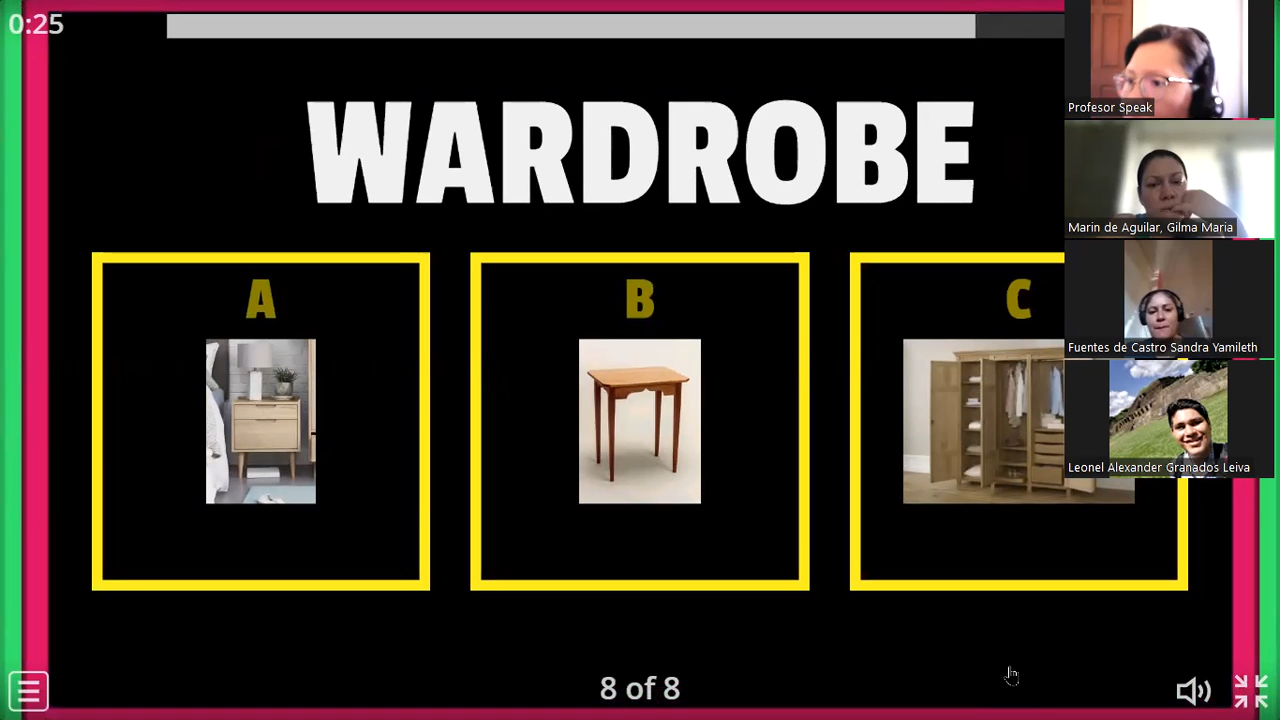 0:25
WARDROBE
A
B
C
8 of 8
Profesor Speak
Marin de Aguilar, Gilma Maria
Fuentes de Castro Sandra Yamileth
Leonel Alexander Granados Leiva